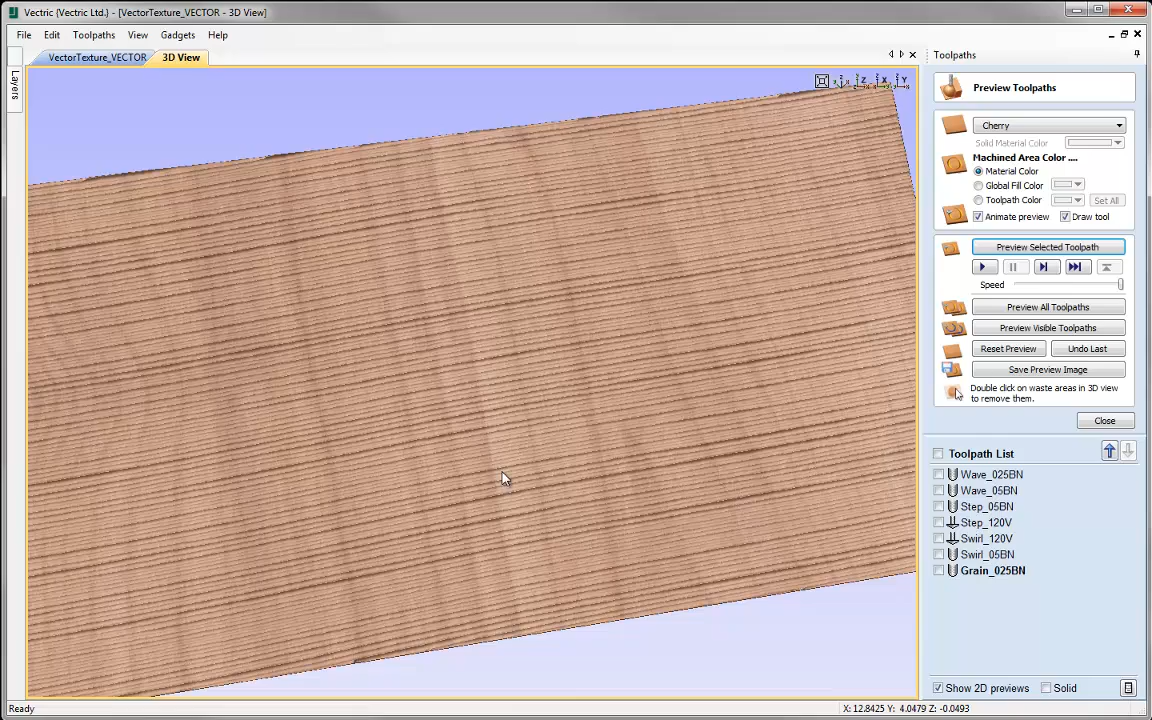 Vectric {Vectric Ltd.} - [VectorTexture_VECTOR - 3D View]
File Edit Toolpaths View Gadgets Help
VectorTexture_VECTOR 3D View
Layers
Z X Y
Toolpaths
Preview Toolpaths
Cherry
Solid Material Color
Machined Area Color ....
Material Color
Global Fill Color
Toolpath Color Set All
Animate preview Draw tool
Preview Selected Toolpath
Speed
Preview All Toolpaths
Preview Visible Toolpaths
Reset Preview Undo Last
Save Preview Image
Double click on waste areas in 3D view
to remove them.
Close
Toolpath List
Wave_025BN
Wave_05BN
Step_05BN
Step_120V
Swirl_120V
Swirl_05BN
Grain_025BN
Show 2D previews Solid
Ready
X: 12.8425 Y: 4.0479 Z: -0.0493